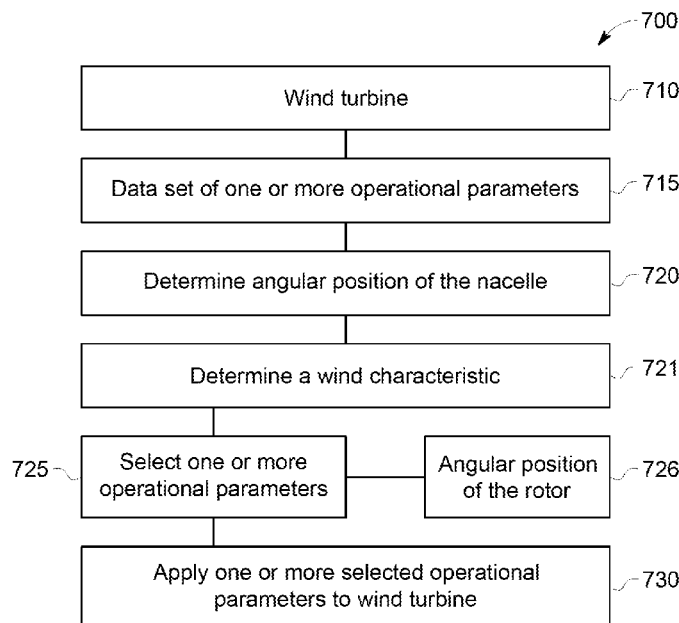 700
Wind turbine
710
Data set of one or more operational parameters
715
Determine angular position of the nacelle
720
Determine a wind characteristic
721
725
Select one or more
operational parameters
Angular position
of the rotor
726
Apply one or more selected operational
parameters to wind turbine
730